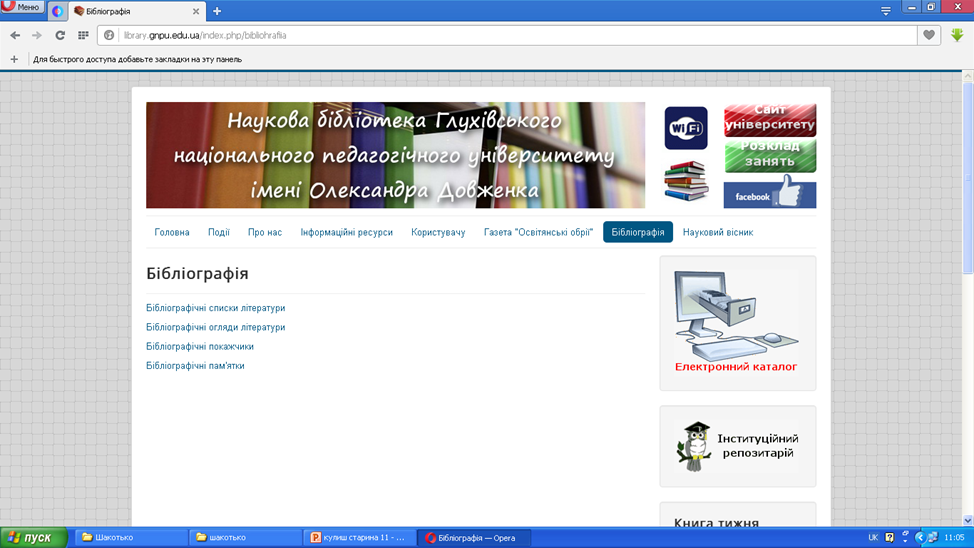 Меню
Бібліографія
library.gnpu.edu.ua/index.php/bibliohrafiia
Для быстрого доступа добавьте закладки на эту панель
Наукова бібліотека Глухівського
національного педагогічного університету
імені Олександра Довженка
Wi Fi
Сайт
університету
Розклад
занять
facebook
Головна
Події
Про нас
Інформаційні ресурси
Користувачу
Газета "Освітянські обрії"
Бібліографія
Науковий вісник
Бібліографія
Бібліографічні списки літератури
Бібліографічні огляди літератури
Бібліографічні покажчики
Бібліографічні пам'ятки
Електронний каталог
Інституційний
репозитарій
Книга тижня
пуск
Шакотько
шакотько
кулиш старина 11 - ...
Бібліографія — Opera
UK
11:05